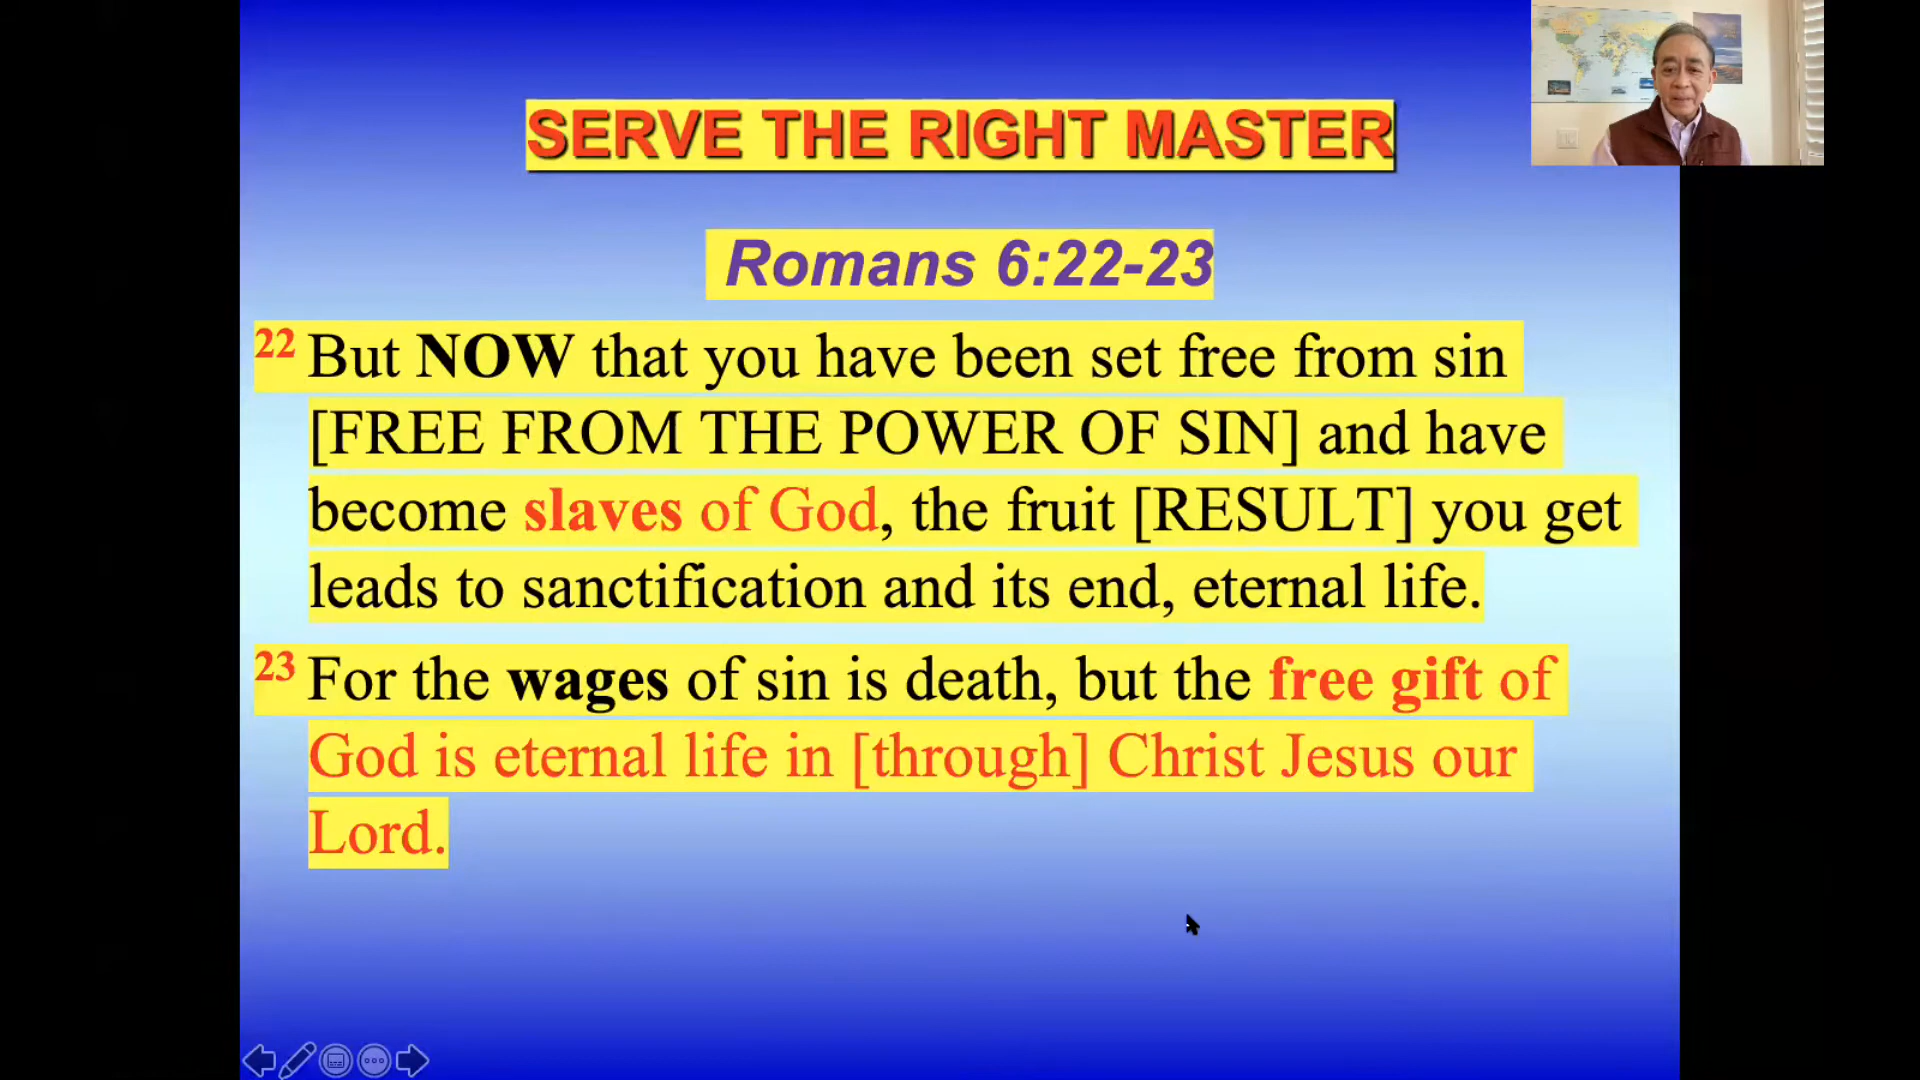 SERVE THE RIGHT MASTER
Romans 6:22-23
22 But NOW that you have been set free from sin
[FREE FROM THE POWER OF SIN] and have
become slaves of God, the fruit [RESULT] you get
leads to sanctification and its end, eternal life.
23 For the wages of sin is death, but the free gift of
God is eternal life in [through] Christ Jesus our
Lord.